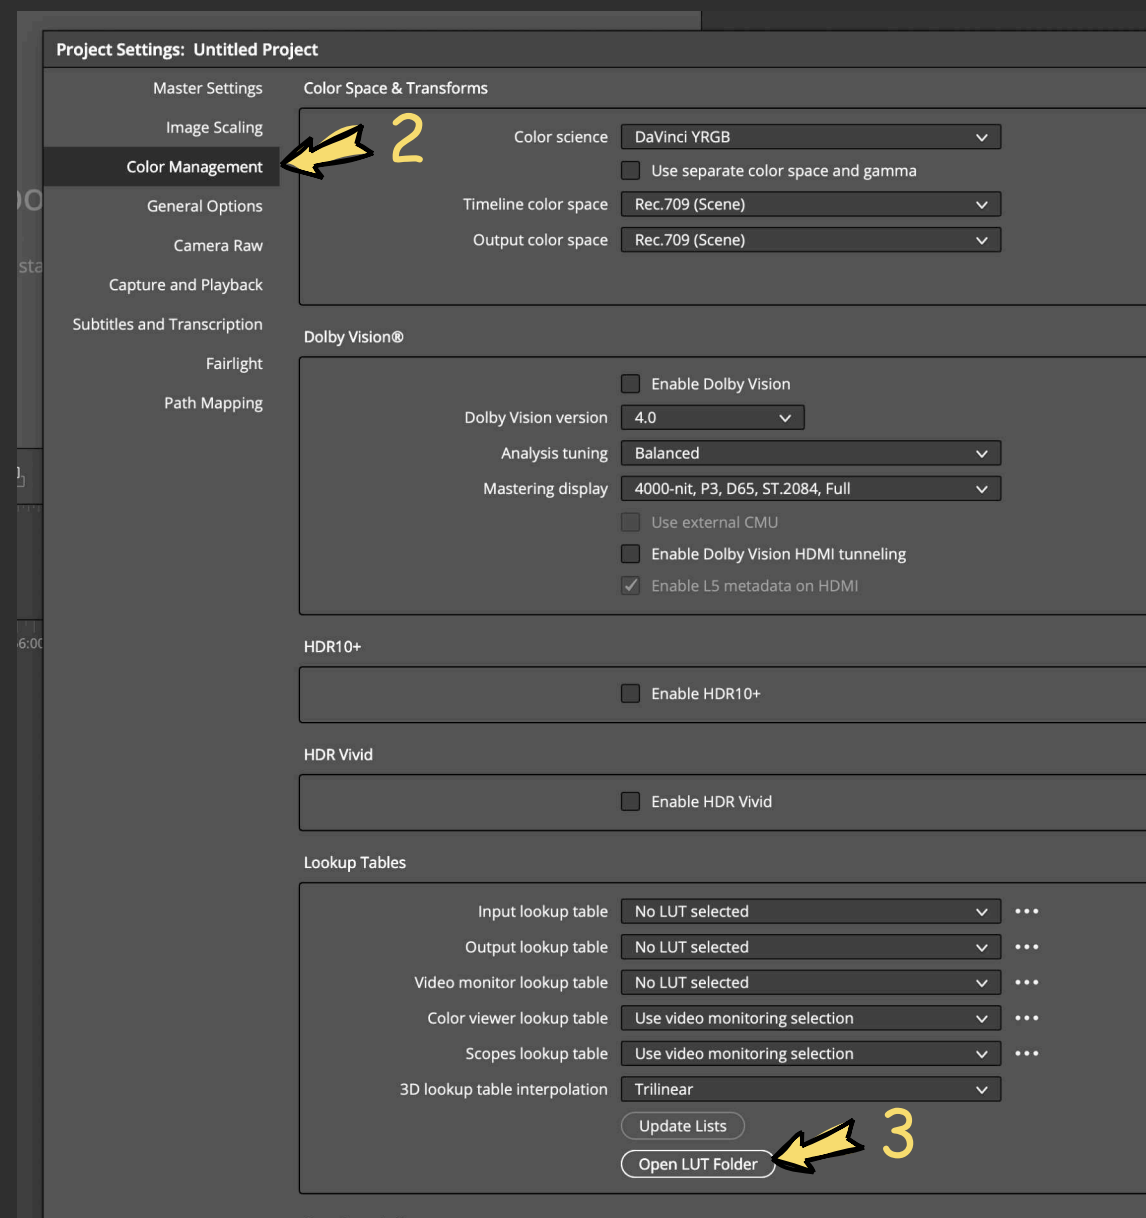 Project Settings: Untitled Project
Master Settings
Image Scaling
Color Management
General Options
Camera Raw
Capture and Playback
Subtitles and Transcription
Fairlight
Path Mapping
2
Color Space & Transforms
Color science DaVinci YRGB
Use separate color space and gamma
Timeline color space Rec.709 (Scene)
Output color space Rec.709 (Scene)
Dolby Vision®
Enable Dolby Vision
Dolby Vision version 4.0
Analysis tuning Balanced
Mastering display 4000-nit, P3, D65, ST.2084, Full
Use external CMU
Enable Dolby Vision HDMI tunneling
Enable L5 metadata on HDMI
HDR10+
Enable HDR10+
HDR Vivid
Enable HDR Vivid
Lookup Tables
Input lookup table No LUT selected
Output lookup table No LUT selected
Video monitor lookup table No LUT selected
Color viewer lookup table Use video monitoring selection
Scopes lookup table Use video monitoring selection
3D lookup table interpolation Trilinear
Update Lists
Open LUT Folder
3